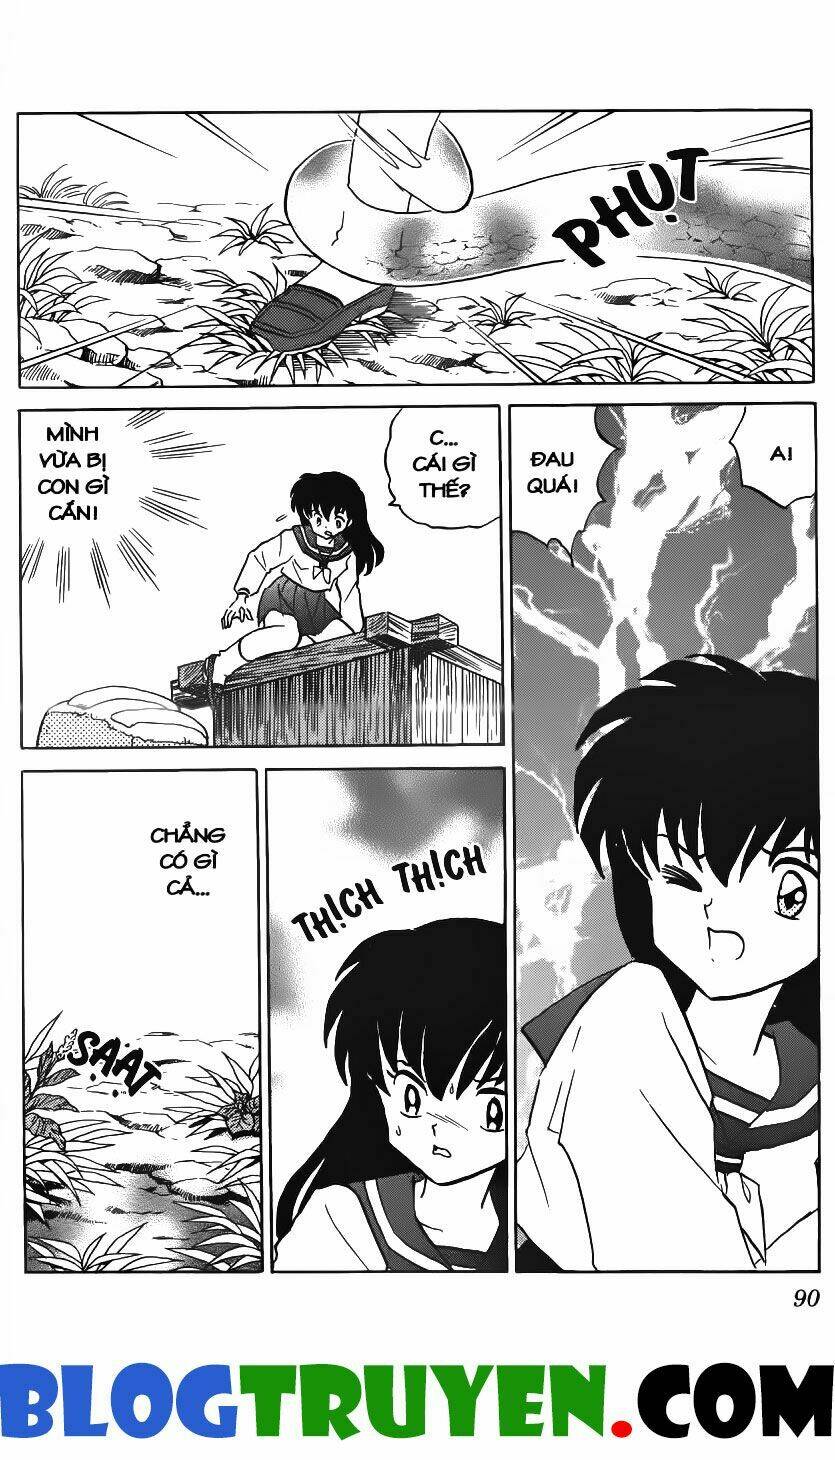 PHỤT
A!
ĐAU
QUÁ!
C...
CÁI GÌ
THẾ?
MÌNH
VỪA BỊ
CON GÌ
CẮN!
THỊCH THỊCH
CHẲNG
CÓ GÌ
CẢ...
SẠẠT
90
BLOGTRUYEN.COM